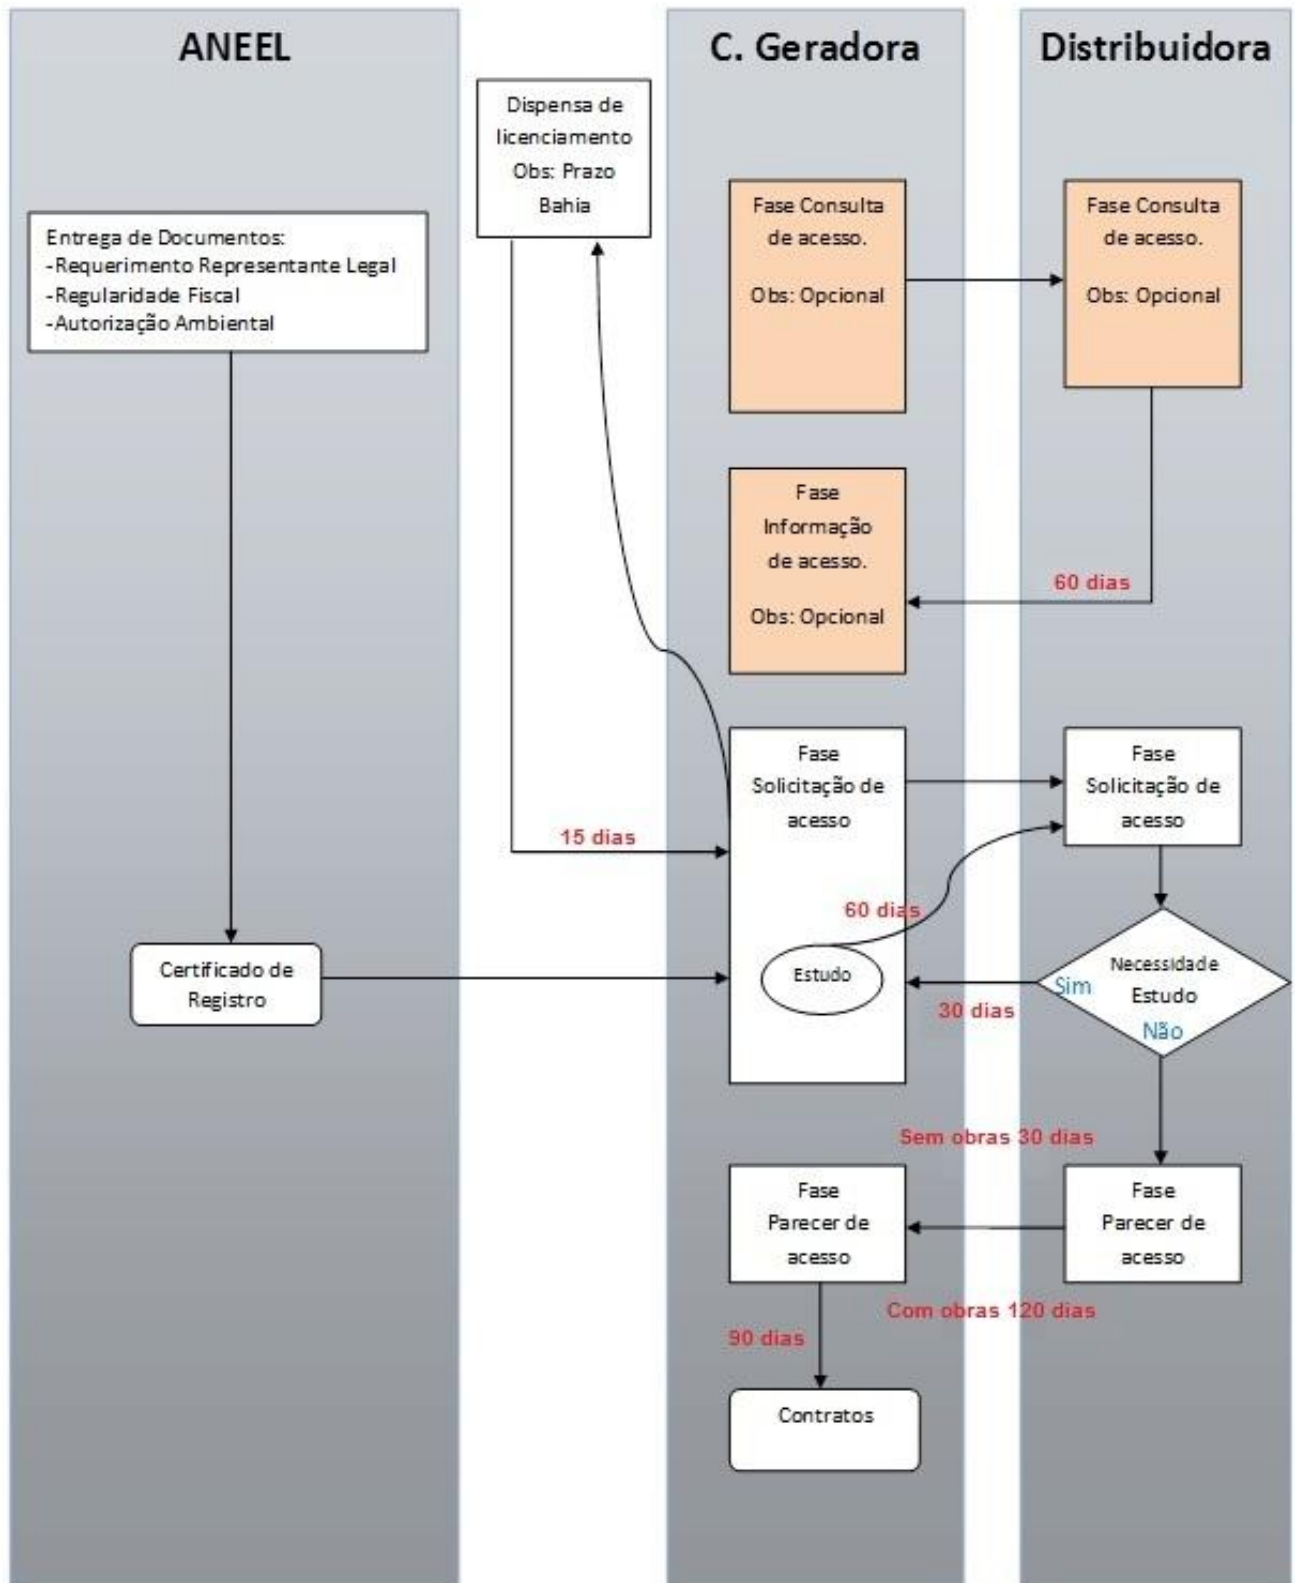 ANEEL
C. Geradora
Distribuidora
Dispensa de
licenciamento
Obs: Prazo
Bahia
Entrega de Documentos:
-Requerimento Representante Legal
-Regularidade Fiscal
-Autorização Ambiental
Fase Consulta
de acesso.
Obs: Opcional
Fase Consulta
de acesso.
Obs: Opcional
Fase
Informação
de acesso.
Obs: Opcional
60 dias
Fase
Solicitação de
acesso
Fase
Solicitação de
acesso
15 dias
60 dias
Certificado de
Registro
Estudo
Necessidade
Estudo
Sim
Não
30 dias
Sem obras 30 dias
Fase
Parecer de
acesso
Fase
Parecer de
acesso
Com obras 120 dias
90 dias
Contratos